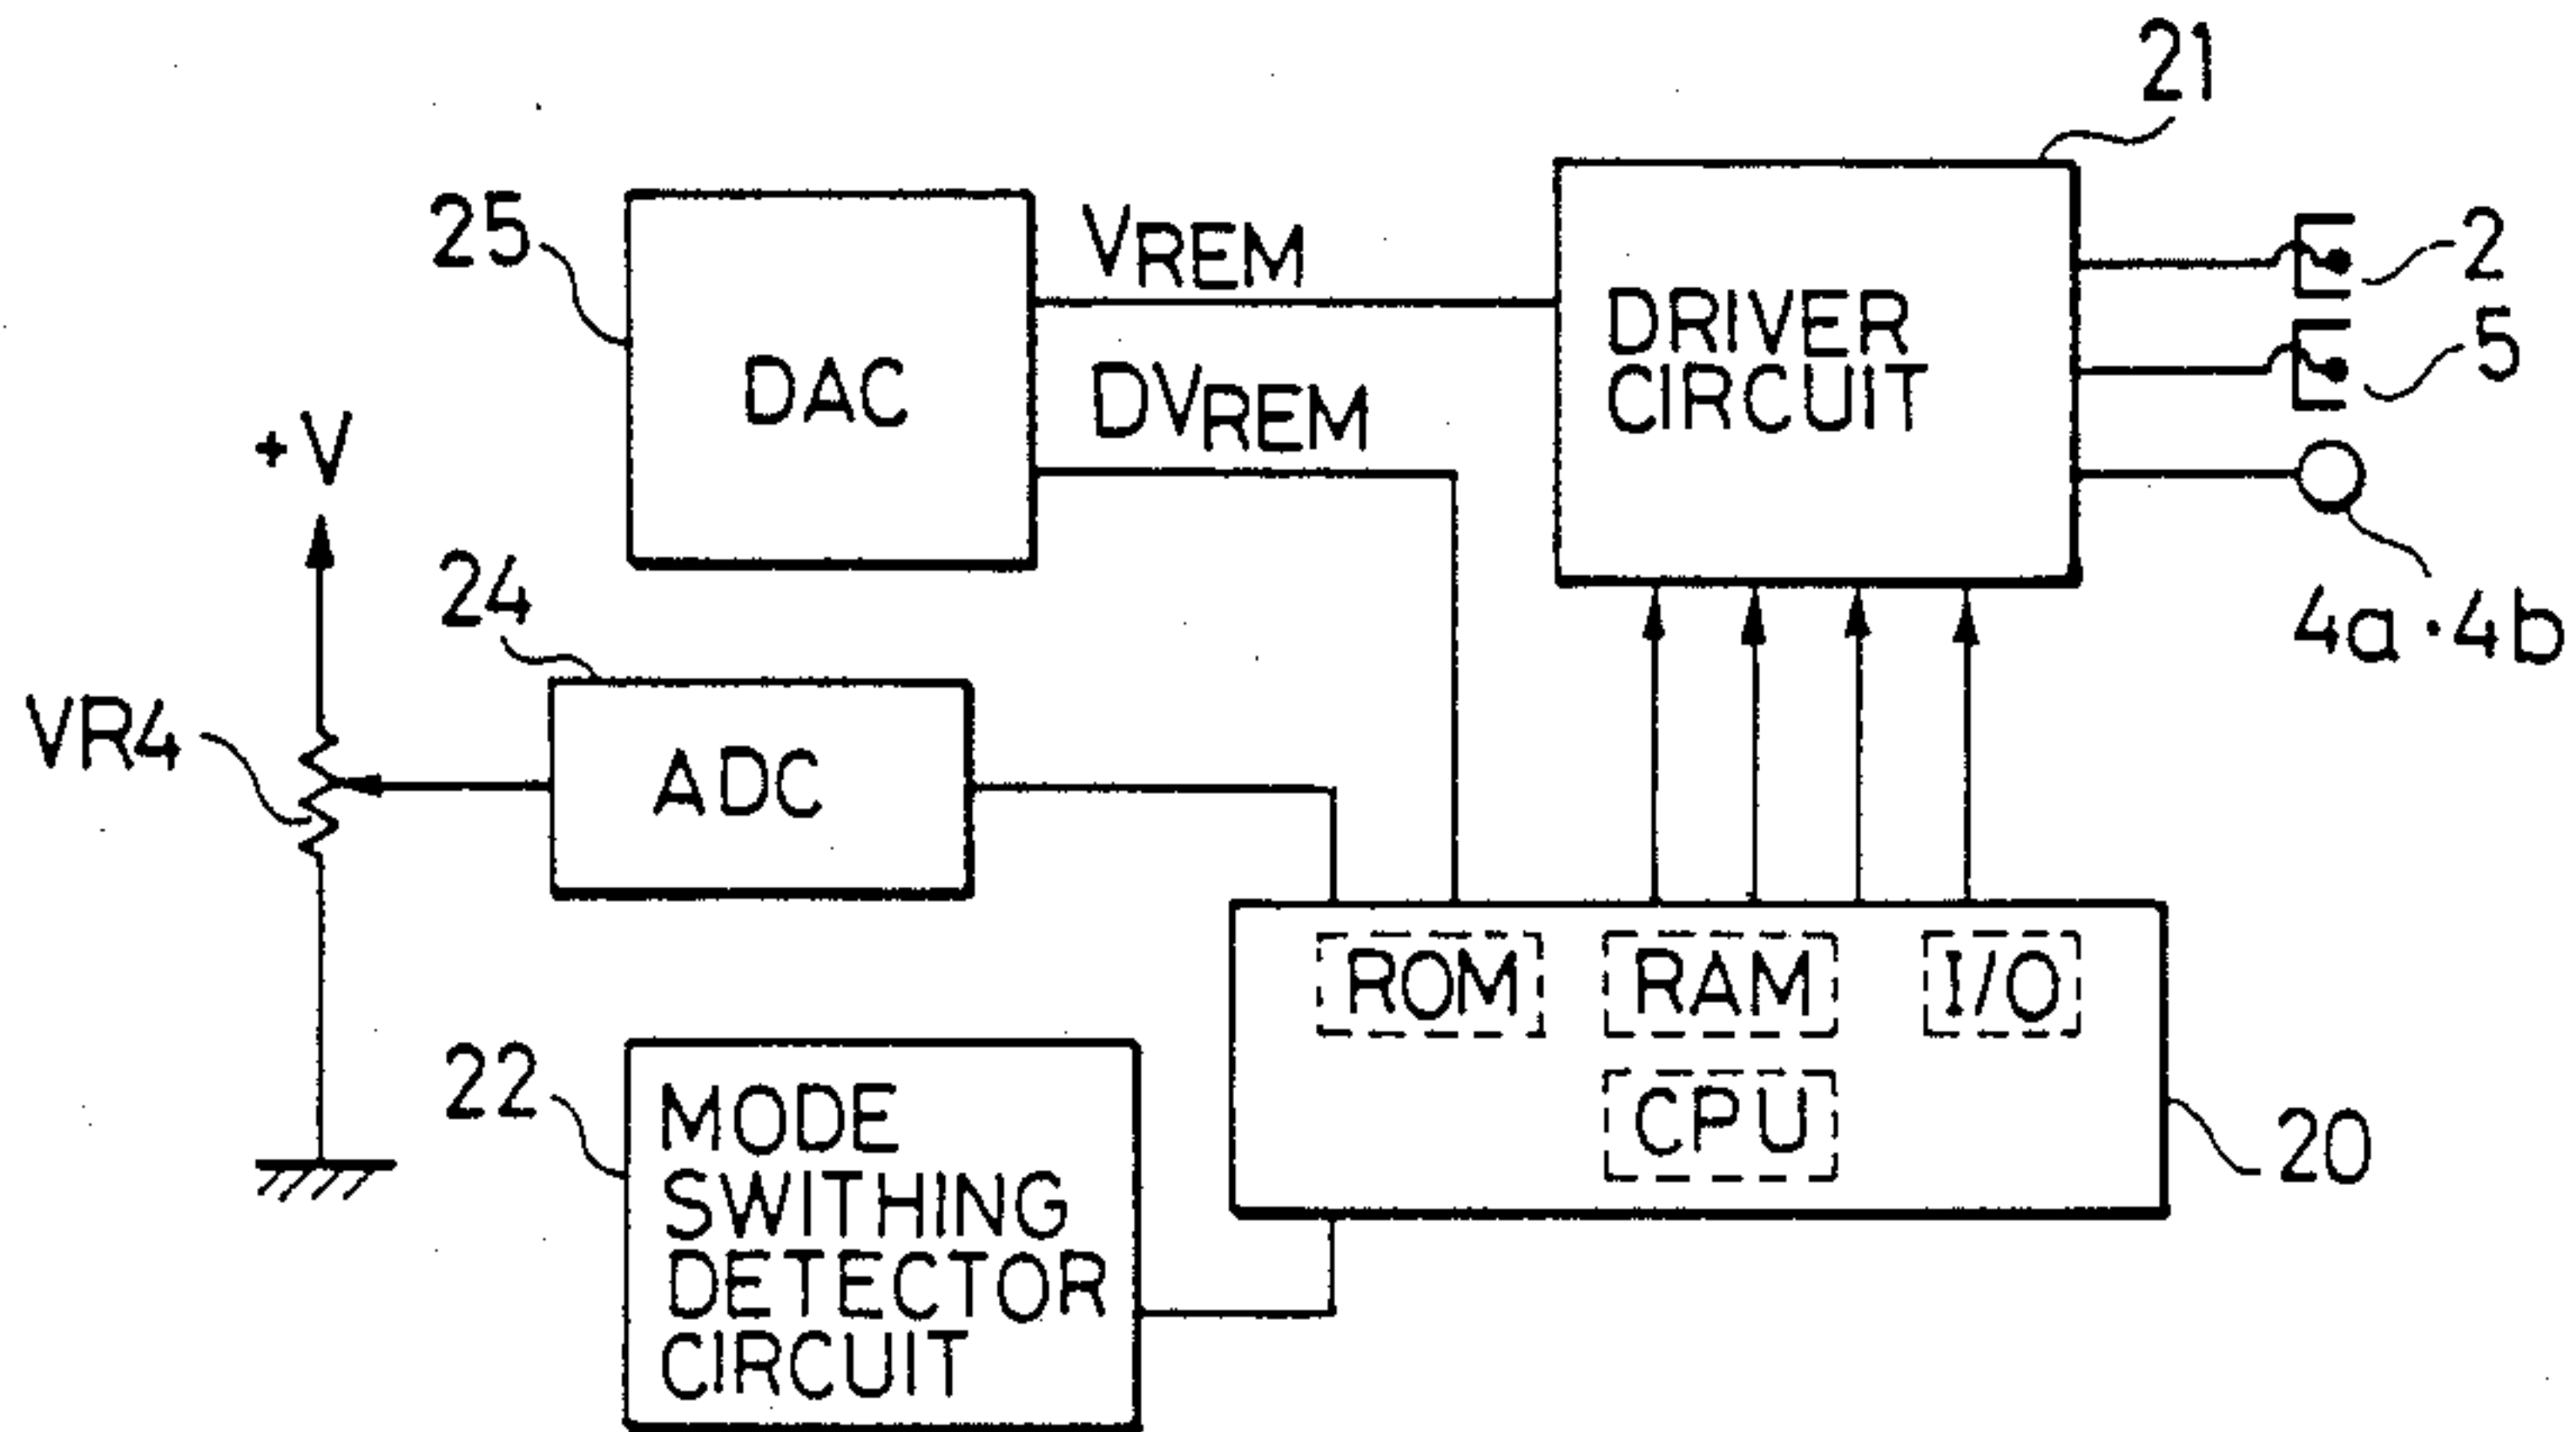 21
25
VREM
2
DRIVER
CIRCUIT
5
DAC
DVREM
+V
24
4a·4b
VR4
ADC
ROM
RAM
I/O
22
MODE
SWITHING
DETECTOR
CIRCUIT
CPU
20